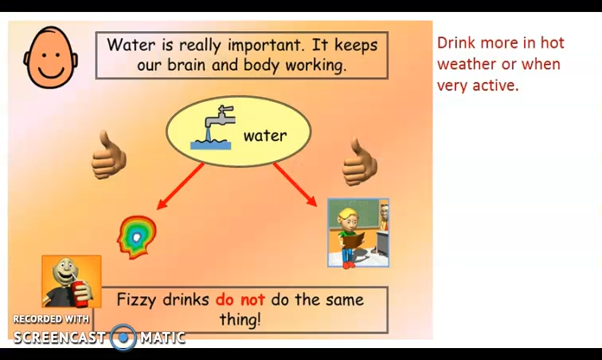 Water is really important. It keeps
our brain and body working.
Drink more in hot
weather or when
very active.
water
Fizzy drinks do not do the same
thing!
RECORDED WITH
SCREENCAST MATIC